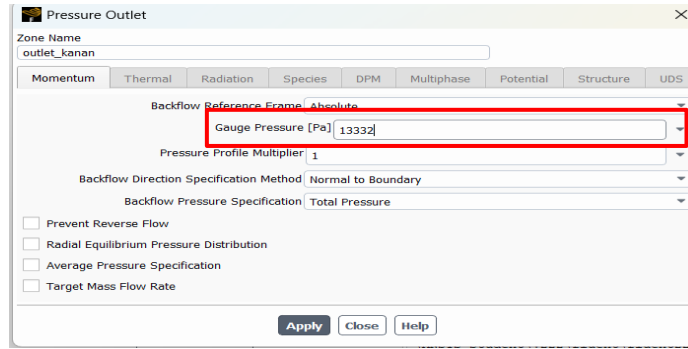 Pressure Outlet
Zone Name
outlet_kanan
Momentum Thermal Radiation Species DPM Multiphase Potential Structure UDS
Backflow Reference Frame Absolute
Gauge Pressure [Pa] 13332
Pressure Profile Multiplier 1
Backflow Direction Specification Method Normal to Boundary
Backflow Pressure Specification Total Pressure
Prevent Reverse Flow
Radial Equilibrium Pressure Distribution
Average Pressure Specification
Target Mass Flow Rate
Apply Close Help